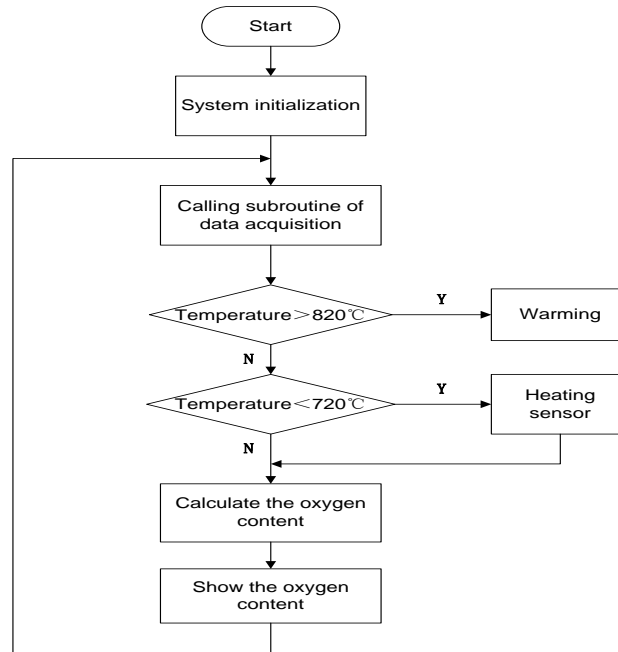 Start
System initialization
Calling subroutine of
data acquisition
Temperature＞820℃
Y
Warming
N
Temperature＜720℃
Y
Heating
sensor
N
Calculate the oxygen
content
Show the oxygen
content